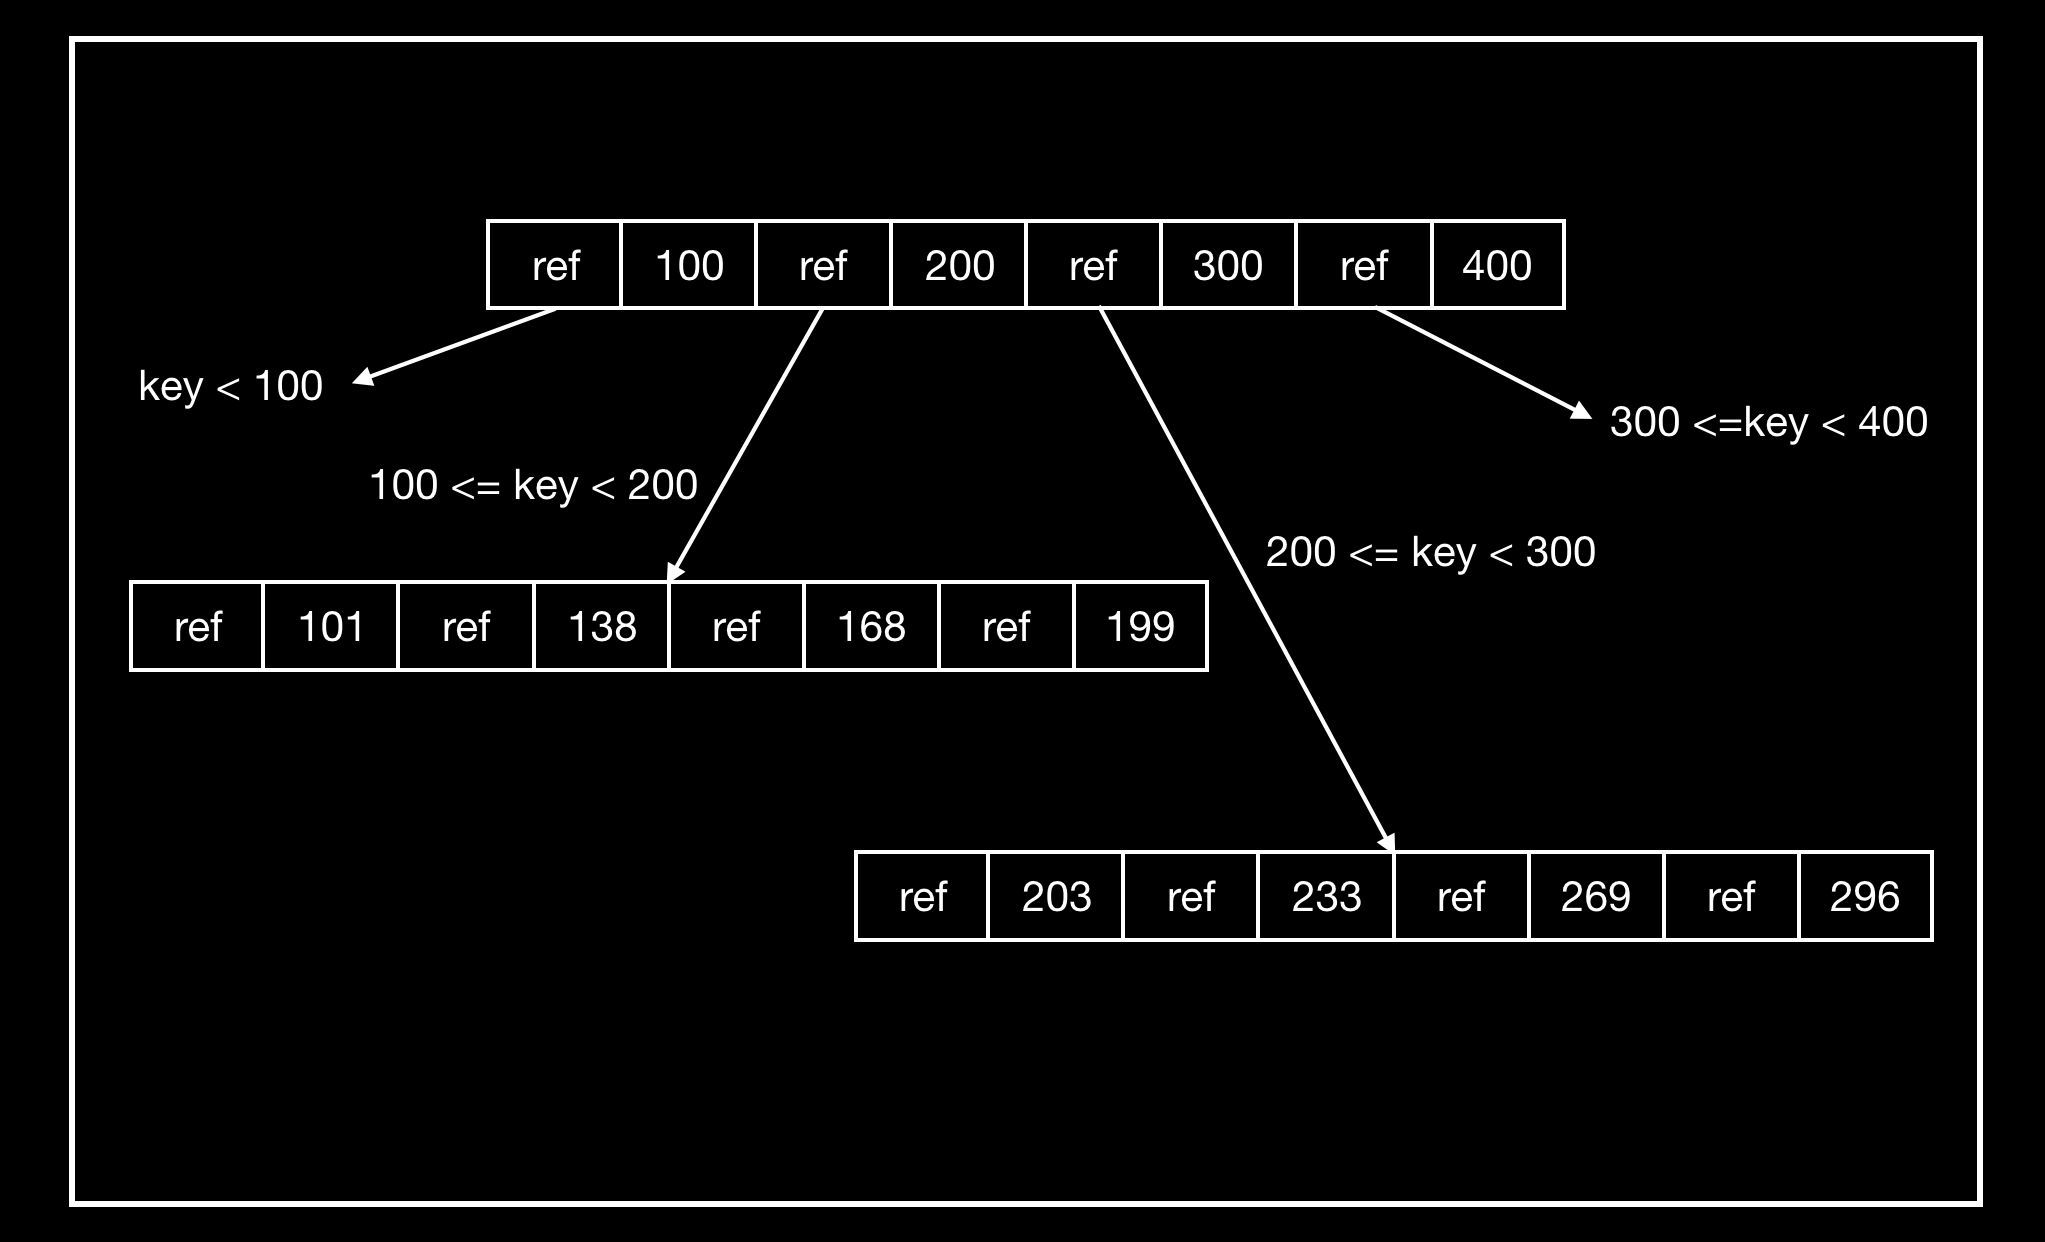 ref 100 ref 200 ref 300 ref 400
key < 100
300 <=key < 400
100 <= key < 200
200 <= key < 300
ref 101 ref 138 ref 168 ref 199
ref 203 ref 233 ref 269 ref 296